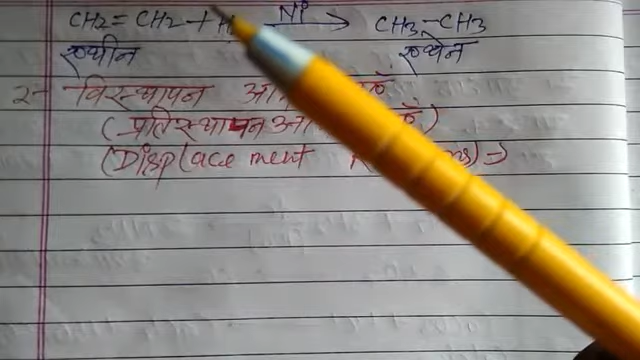 CH2 = CH2 + H Ni CH3-CH3
एथीन एथेन
2- विस्थापन
(प्रतिस्थापन
(Displacement